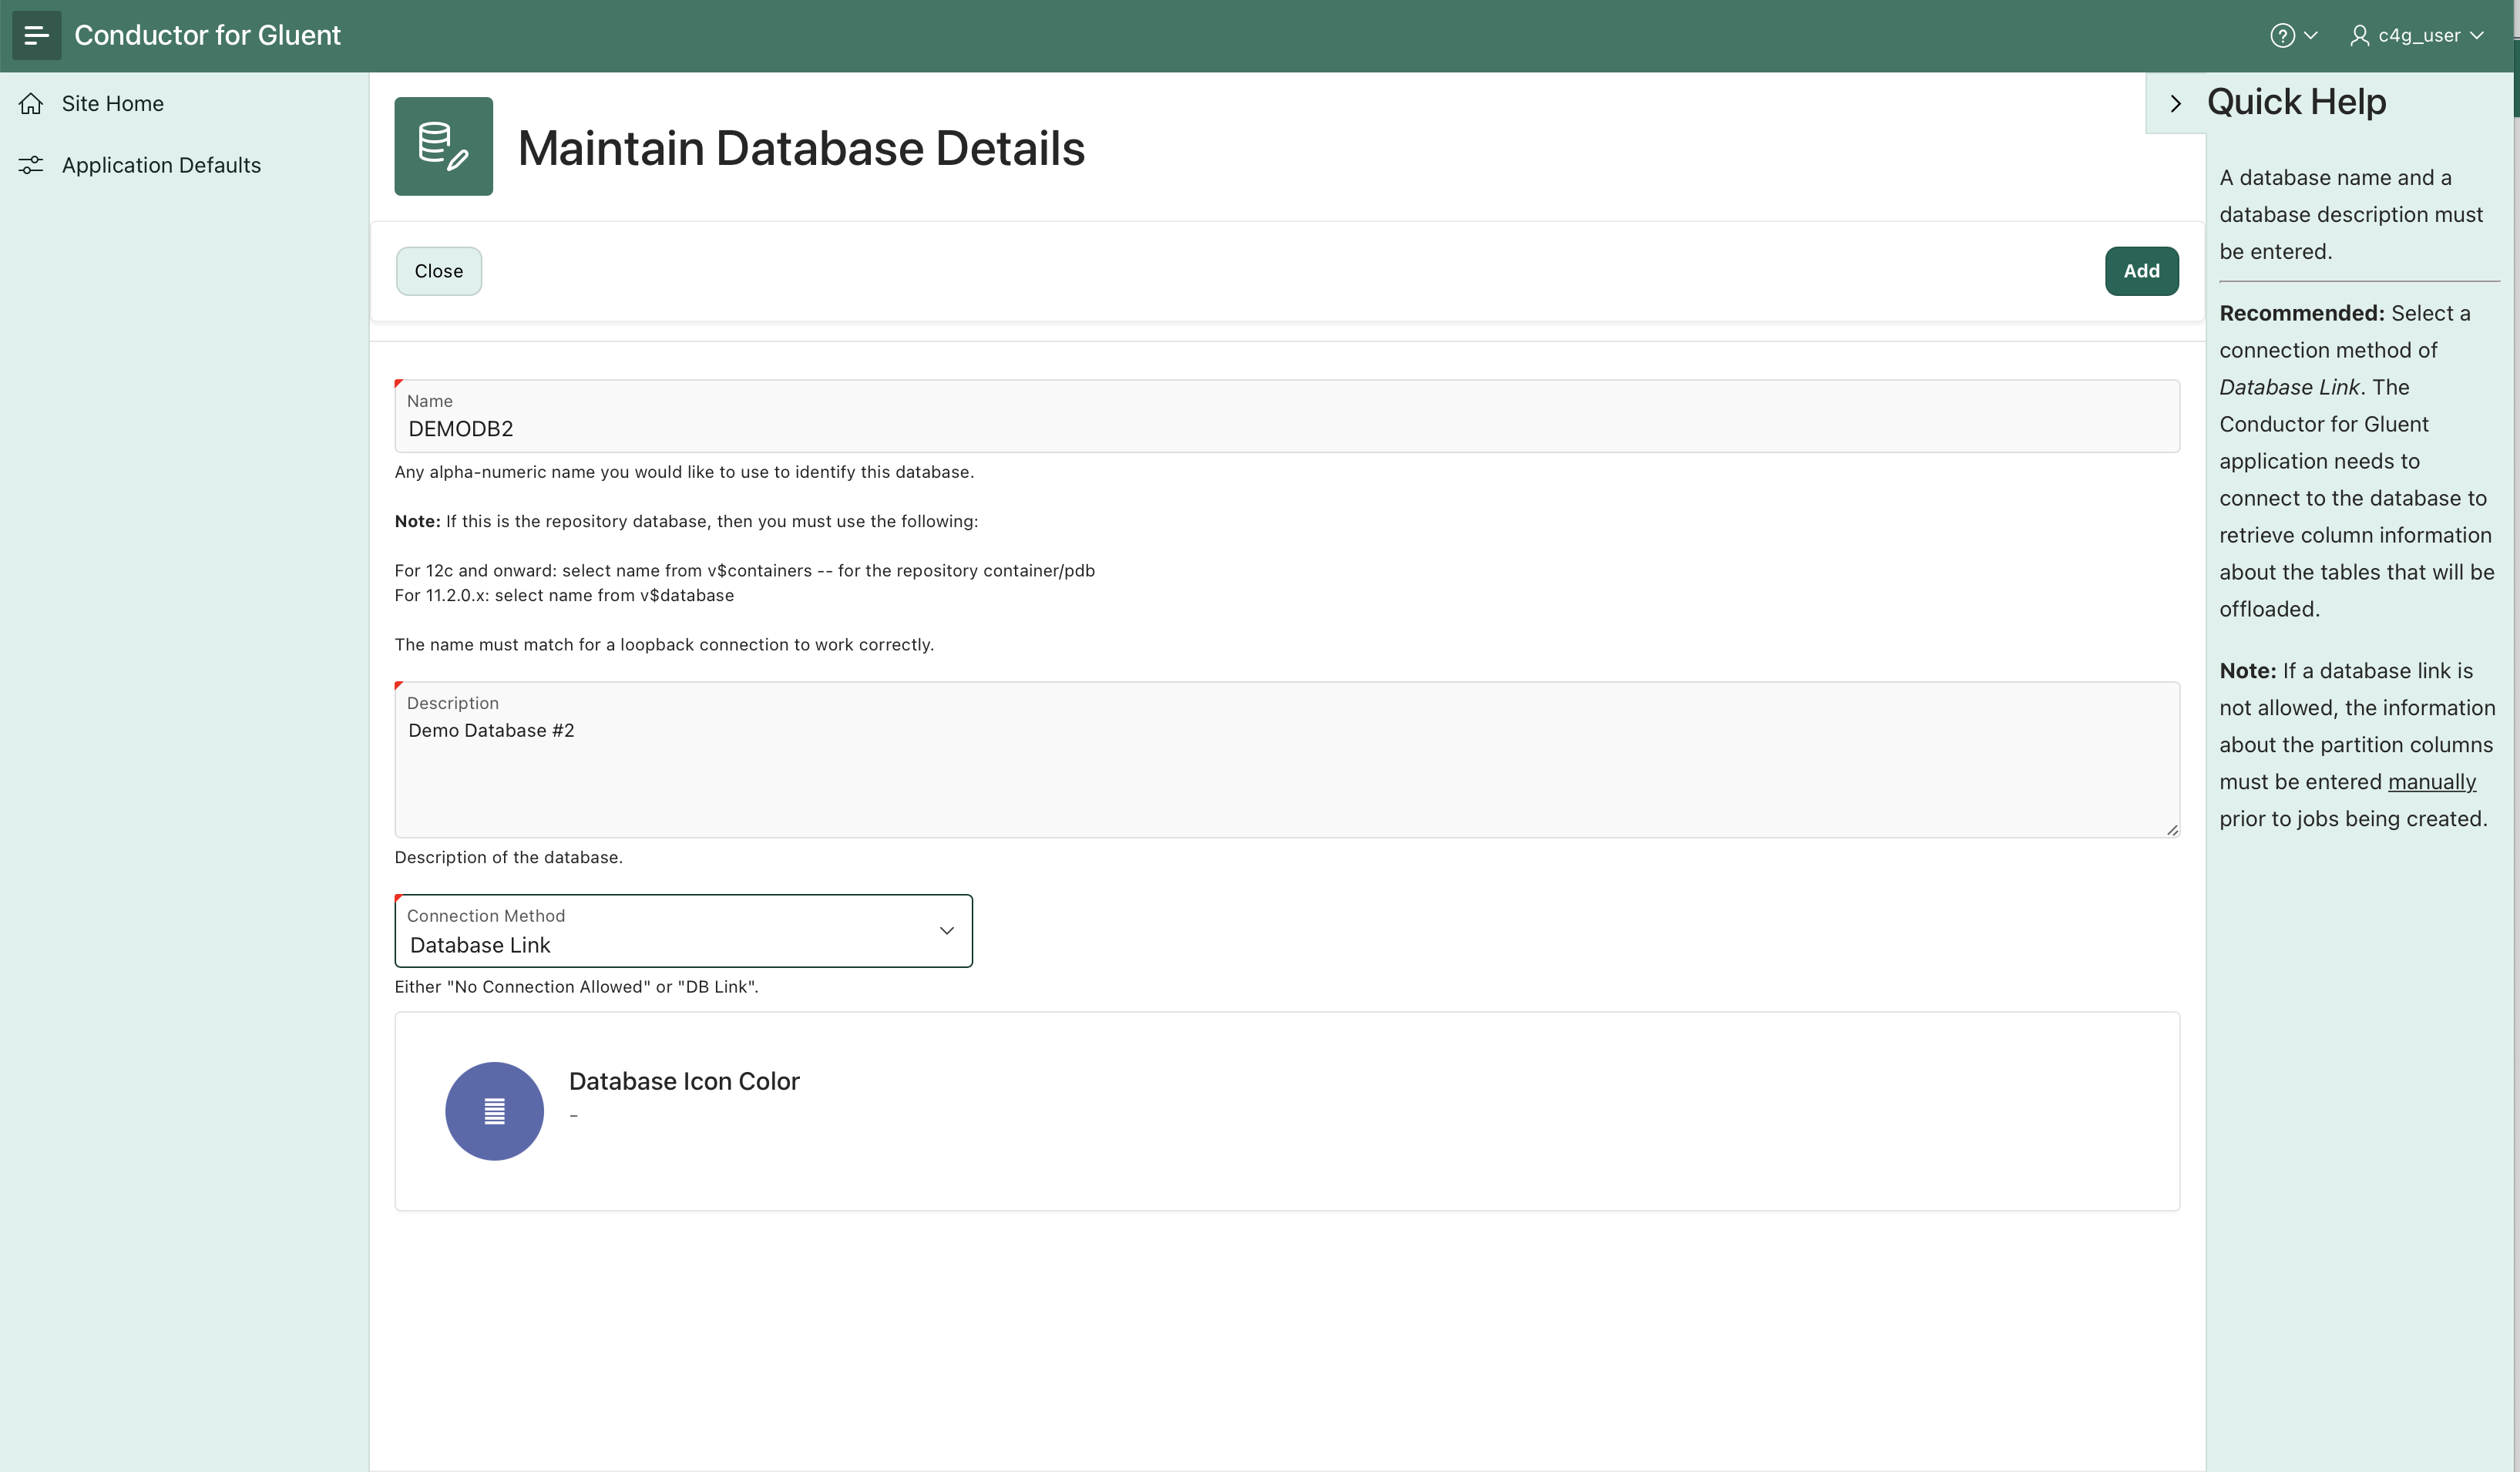 Conductor for Gluent
c4g_user
Site Home
Application Defaults
Maintain Database Details
Close
Add
Name
DEMODB2
Any alpha-numeric name you would like to use to identify this database.
Note: If this is the repository database, then you must use the following:
For 12c and onward: select name from v$containers -- for the repository container/pdb
For 11.2.0.x: select name from v$database
The name must match for a loopback connection to work correctly.
Description
Demo Database #2
Description of the database.
Connection Method
Database Link
Either "No Connection Allowed" or "DB Link".
Database Icon Color
–
Quick Help
A database name and a
database description must
be entered.
Recommended: Select a
connection method of
Database Link. The
Conductor for Gluent
application needs to
connect to the database to
retrieve column information
about the tables that will be
offloaded.
Note: If a database link is
not allowed, the information
about the partition columns
must be entered manually
prior to jobs being created.